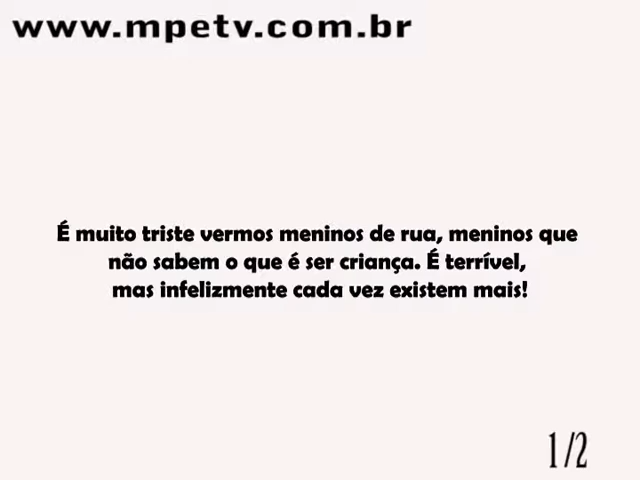 www.mpetv.com.br
É muito triste vermos meninos de rua, meninos que
não sabem o que é ser criança. É terrível,
mas infelizmente cada vez existem mais!
1/2